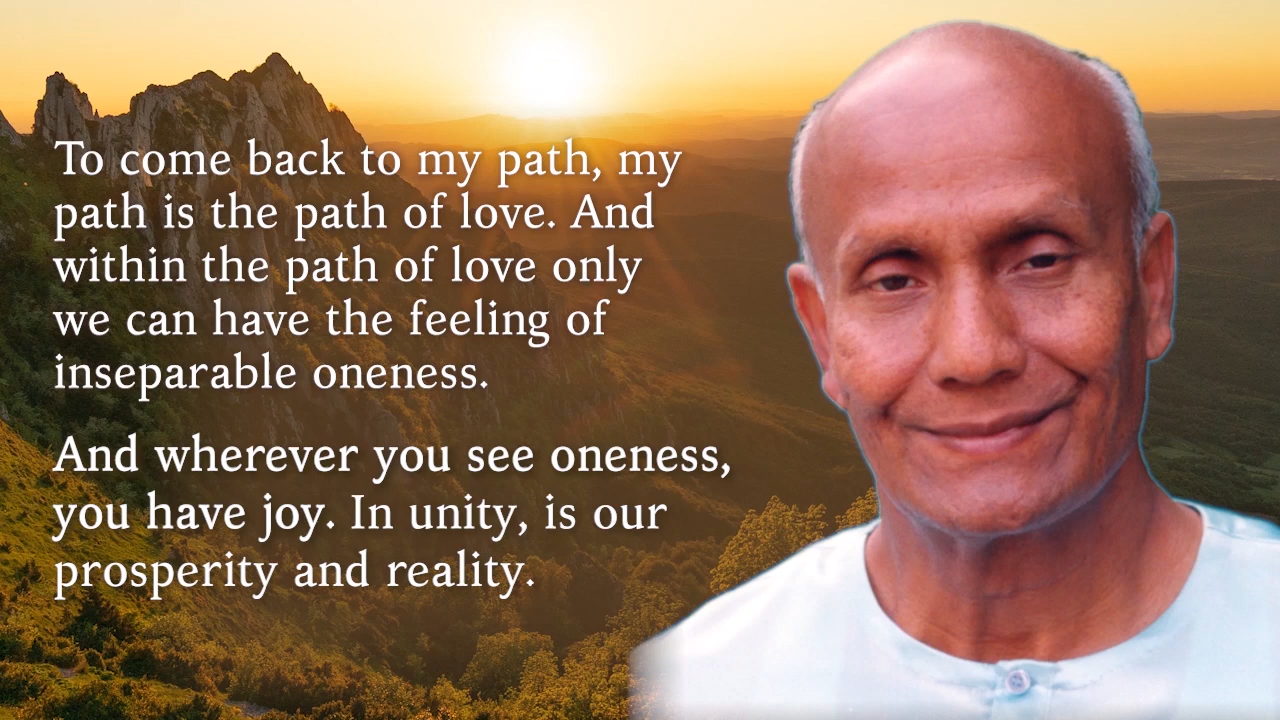 To come back to my path, my
path is the path of love. And
within the path of love only
we can have the feeling of
inseparable oneness.
And wherever you see oneness,
you have joy. In unity, is our
prosperity and reality.